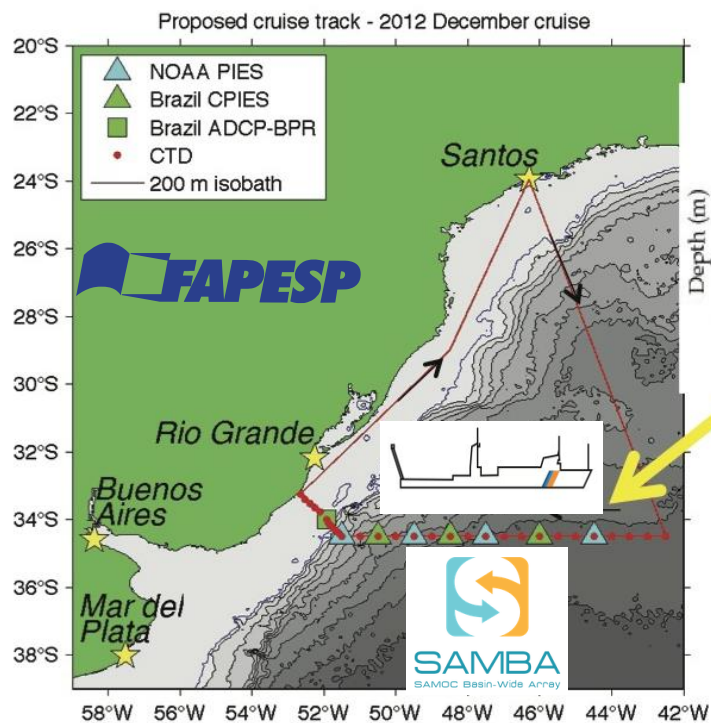 Proposed cruise track - 2012 December cruise
20°S
22°S
24°S
26°S
28°S
30°S
32°S
34°S
36°S
38°S
NOAA PIES
Brazil CPIES
Brazil ADCP-BPR
CTD
200 m isobath
Santos
FAPESP
Depth (m)
Rio Grande
Buenos
Aires
Mar del
Plata
SAMBA
SAMOC Basin-Wide Array
58°W 56°W 54°W 52°W 50°W 48°W 46°W 44°W 42°W